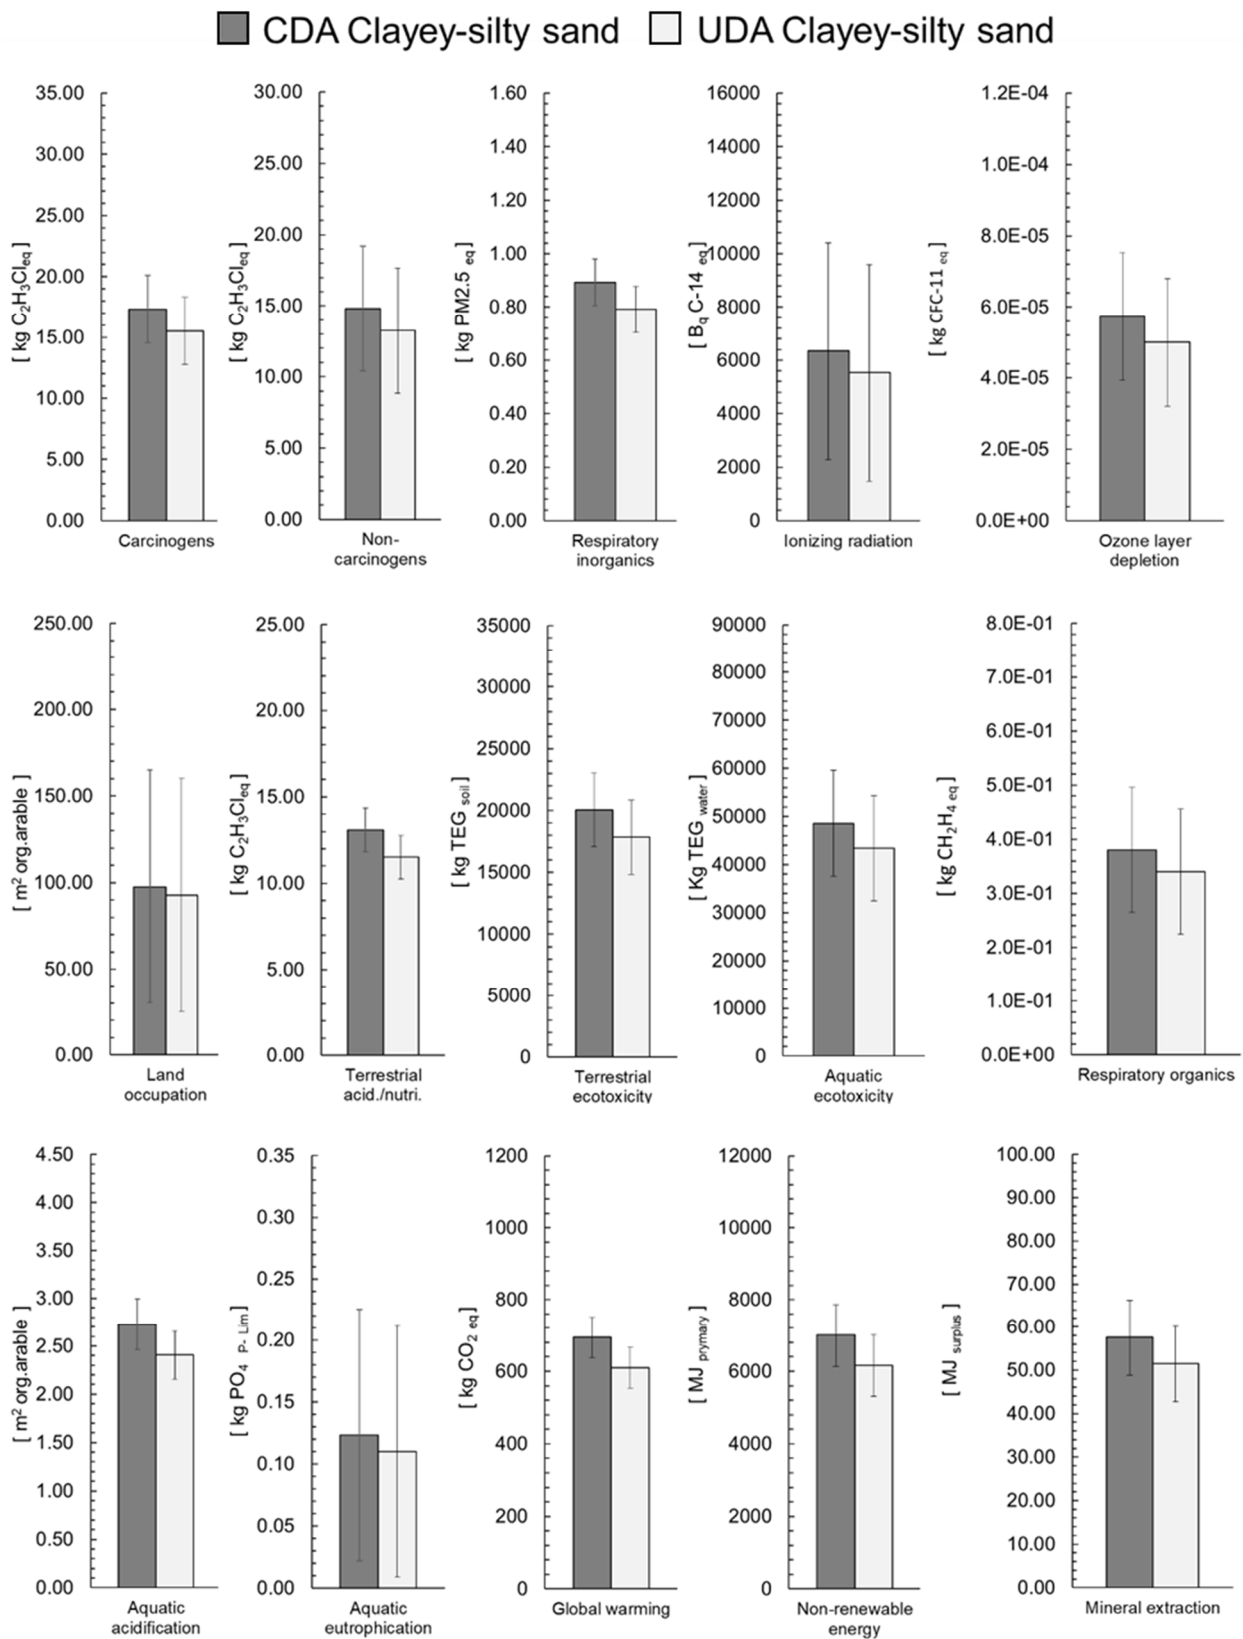 CDA Clayey-silty sand UDA Clayey-silty sand
35.00
30.00
25.00
20.00
15.00
10.00
5.00
0.00
[ kg C2H3Cleq ]
Carcinogens
30.00
25.00
20.00
15.00
10.00
5.00
0.00
[ kg C2H3Cleq ]
Non-
carcinogens
1.60
1.40
1.20
1.00
0.80
0.60
0.40
0.20
0.00
[ kg PM2.5 eq ]
Respiratory
inorganics
16000
14000
12000
10000
8000
6000
4000
2000
0
[ Bq C-14 eq ]
Ionizing radiation
1.2E-04
1.0E-04
8.0E-05
6.0E-05
4.0E-05
2.0E-05
0.0E+00
[ kg CFC-11 eq ]
Ozone layer
depletion
250.00
200.00
150.00
100.00
50.00
0.00
[ m2 org.arable ]
Land
occupation
25.00
20.00
15.00
10.00
5.00
0.00
[ kg C2H3Cleq ]
Terrestrial
acid./nutri.
35000
30000
25000
20000
15000
10000
5000
0
[ kg TEG soil ]
Terrestrial
ecotoxicity
90000
80000
70000
60000
50000
40000
30000
20000
10000
0
[ Kg TEG water ]
Aquatic
ecotoxicity
8.0E-01
7.0E-01
6.0E-01
5.0E-01
4.0E-01
3.0E-01
2.0E-01
1.0E-01
0.0E+00
[ kg CH2H4 eq ]
Respiratory organics
4.50
4.00
3.50
3.00
2.50
2.00
1.50
1.00
0.50
0.00
[ m2 org.arable ]
Aquatic
acidification
0.35
0.30
0.25
0.20
0.15
0.10
0.05
0.00
[ kg PO4 P- Lim ]
Aquatic
eutrophication
1200
1000
800
600
400
200
0
[ kg CO2 eq ]
Global warming
12000
10000
8000
6000
4000
2000
0
[ MJ prymary ]
Non-renewable
energy
100.00
90.00
80.00
70.00
60.00
50.00
40.00
30.00
20.00
10.00
0.00
[ MJ surplus ]
Mineral extraction